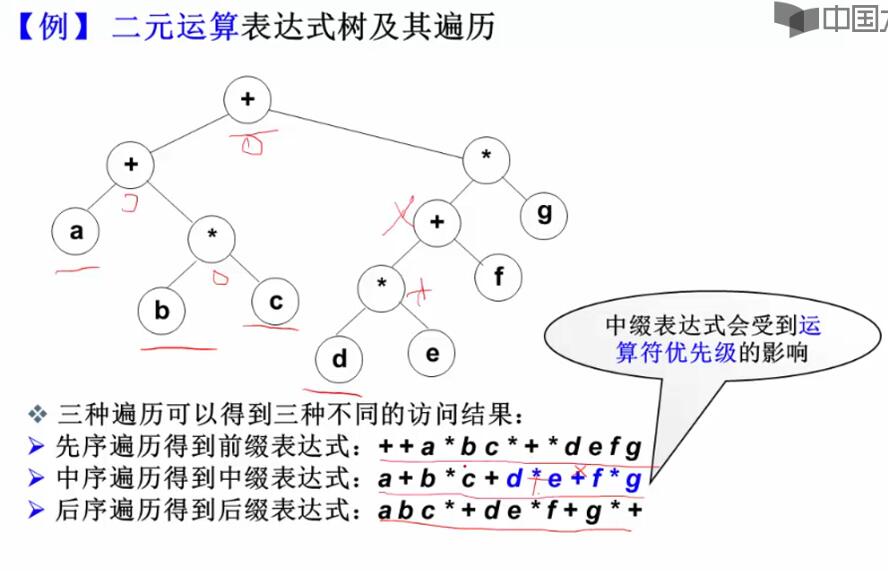 【例】 二元运算表达式树及其遍历
中国大
+
+
*
a
*
+
g
b
c
*
f
d
e
中缀表达式会受到运
算符优先级的影响
❖ 三种遍历可以得到三种不同的访问结果：
➢ 先序遍历得到前缀表达式：+ + a * b c * + * d e f g
➢ 中序遍历得到中缀表达式：a + b * c + d * e + f * g
➢ 后序遍历得到后缀表达式：a b c * + d e * f + g * +